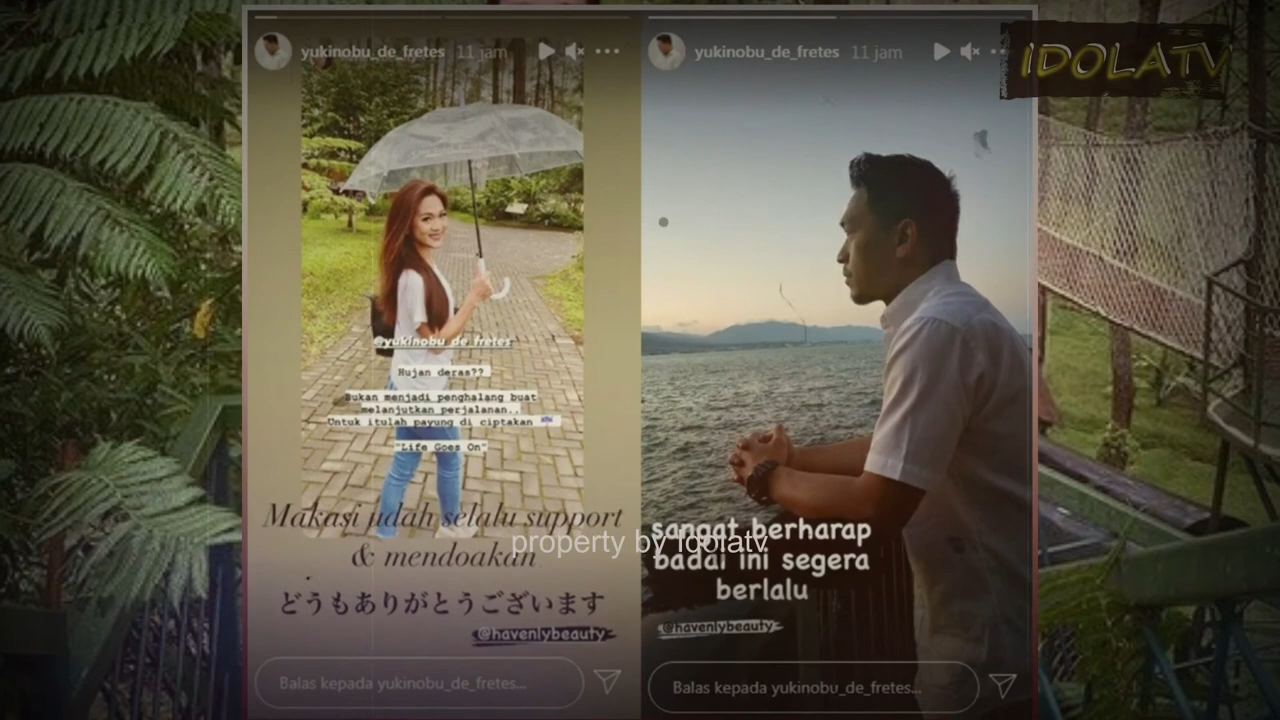 yukinobu_de_fretes 11 jam
@yukinobu_de_fretes
Hujan deras??
Bukan menjadi penghalang buat
melanjutkan perjalanan..
Untuk itulah payung di ciptakan
"Life Goes On"
Makasi udah selalu support
& mendoakan
どうもありがとうございます
@havenlybeauty
Balas kepada yukinobu_de_fretes...
yukinobu_de_fretes 11 jam
sangat berharap
badai ini segera
berlalu
@havenlybeauty
Balas kepada yukinobu_de_fretes...
IDOLATV
property by idolatv